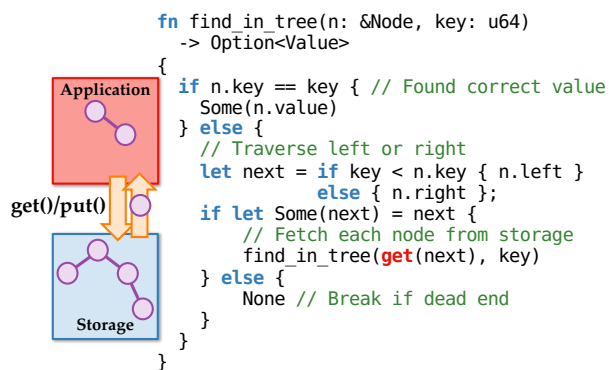 fn find_in_tree(n: &Node, key: u64)
  -> Option<Value>
{
  if n.key == key { // Found correct value
    Some(n.value)
  } else {
    // Traverse left or right
    let next = if key < n.key { n.left }
               else { n.right };
    if let Some(next) = next {
        // Fetch each node from storage
        find_in_tree(get(next), key)
    } else {
        None // Break if dead end
    }
  }
}
Application
get()/put()
Storage